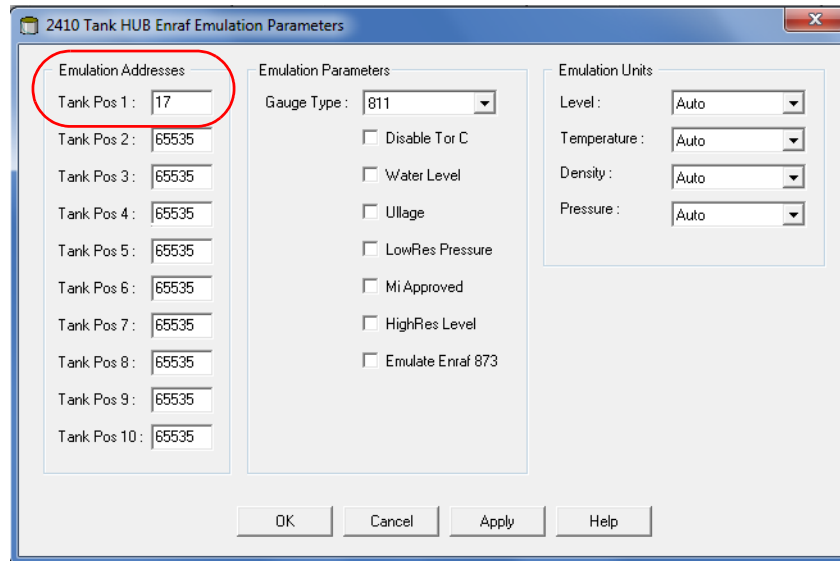 2410 Tank HUB Enraf Emulation Parameters
x
Emulation Addresses
Tank Pos 1 : 17
Tank Pos 2 : 65535
Tank Pos 3 : 65535
Tank Pos 4 : 65535
Tank Pos 5 : 65535
Tank Pos 6 : 65535
Tank Pos 7 : 65535
Tank Pos 8 : 65535
Tank Pos 9 : 65535
Tank Pos 10 : 65535
Emulation Parameters
Gauge Type : 811
Disable Tor C
Water Level
Ullage
LowRes Pressure
Mi Approved
HighRes Level
Emulate Enraf 873
Emulation Units
Level : Auto
Temperature : Auto
Density : Auto
Pressure : Auto
OK Cancel Apply Help